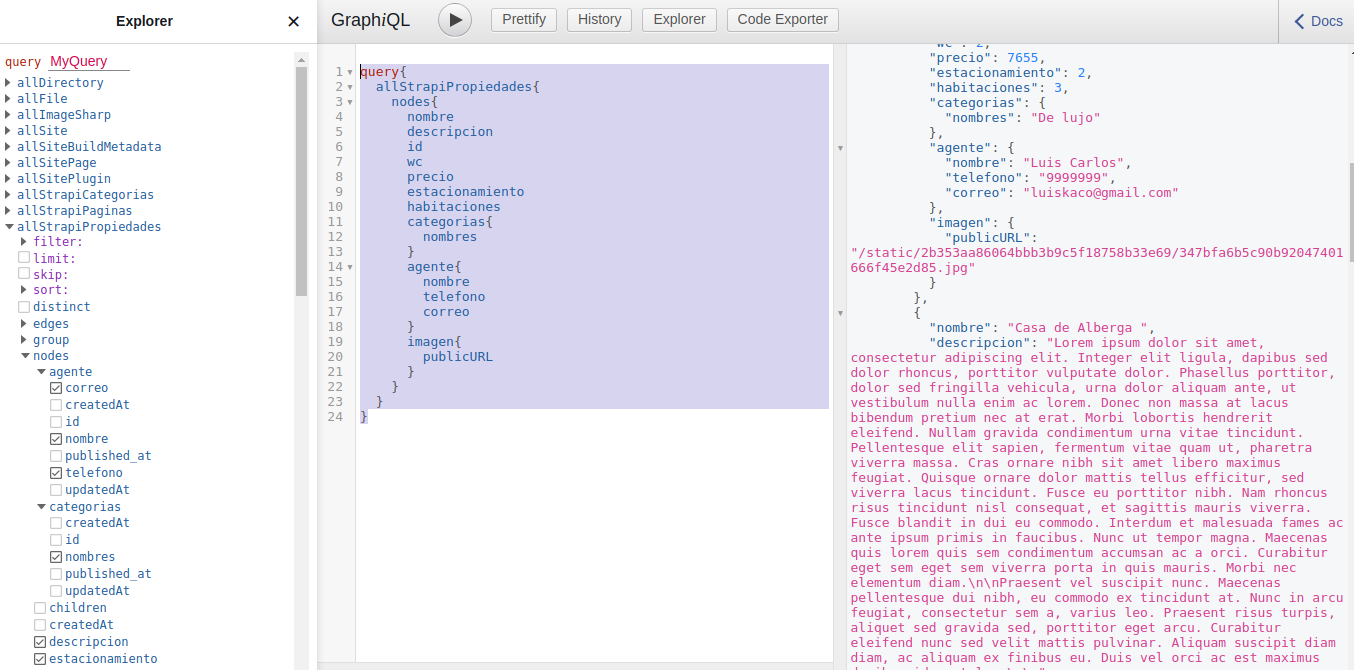 Explorer
query MyQuery
allDirectory
allFile
allImageSharp
allSite
allSiteBuildMetadata
allSitePage
allSitePlugin
allStrapiCategorias
allStrapiPaginas
allStrapiPropiedades
filter:
limit:
skip:
sort:
distinct
edges
group
nodes
agente
correo
createdAt
id
nombre
published_at
telefono
updatedAt
categorias
createdAt
id
nombres
published_at
updatedAt
children
createdAt
descripcion
estacionamiento
GraphiQL
Prettify
History
Explorer
Code Exporter
Docs
1 query{
2 allStrapiPropiedades{
3 nodes{
4 nombre
5 descripcion
6 id
7 wc
8 precio
9 estacionamiento
10 habitaciones
11 categorias{
12 nombres
13 }
14 agente{
15 nombre
16 telefono
17 correo
18 }
19 imagen{
20 publicURL
21 }
22 }
23 }
24 }
"wc": 2,
"precio": 7655,
"estacionamiento": 2,
"habitaciones": 3,
"categorias": {
"nombres": "De lujo"
},
"agente": {
"nombre": "Luis Carlos",
"telefono": "9999999",
"correo": "luiskaco@gmail.com"
},
"imagen": {
"publicURL":
"/static/2b353aa86064bbb3b9c5f18758b33e69/347bfa6b5c90b92047401
666f45e2d85.jpg"
}
},
{
"nombre": "Casa de Alberga ",
"descripcion": "Lorem ipsum dolor sit amet,
consectetur adipiscing elit. Integer elit ligula, dapibus sed
dolor rhoncus, porttitor vulputate dolor. Phasellus porttitor,
dolor sed fringilla vehicula, urna dolor aliquam ante, ut
vestibulum nulla enim ac lorem. Donec non massa at lacus
bibendum pretium nec at erat. Morbi lobortis hendrerit
eleifend. Nullam gravida condimentum urna vitae tincidunt.
Pellentesque elit sapien, fermentum vitae quam ut, pharetra
viverra massa. Cras ornare nibh sit amet libero maximus
feugiat. Quisque ornare dolor mattis tellus efficitur, sed
viverra lacus tincidunt. Fusce eu porttitor nibh. Nam rhoncus
risus tincidunt nisl consequat, et sagittis mauris viverra.
Fusce blandit in dui eu commodo. Interdum et malesuada fames ac
ante ipsum primis in faucibus. Nunc ut tempor magna. Maecenas
quis lorem quis sem condimentum accumsan ac a orci. Curabitur
eget sem eget sem viverra porta in quis mauris. Morbi nec
elementum diam.\n\nPraesent vel suscipit nunc. Maecenas
pellentesque dui nibh, eu commodo ex tincidunt at. Nunc in arcu
feugiat, consectetur sem a, varius leo. Praesent risus turpis,
aliquet sed gravida sed, porttitor eget arcu. Curabitur
eleifend nunc sed velit mattis pulvinar. Aliquam suscipit diam
diam, ac aliquam ex finibus eu. Duis vel orci ac est maximus